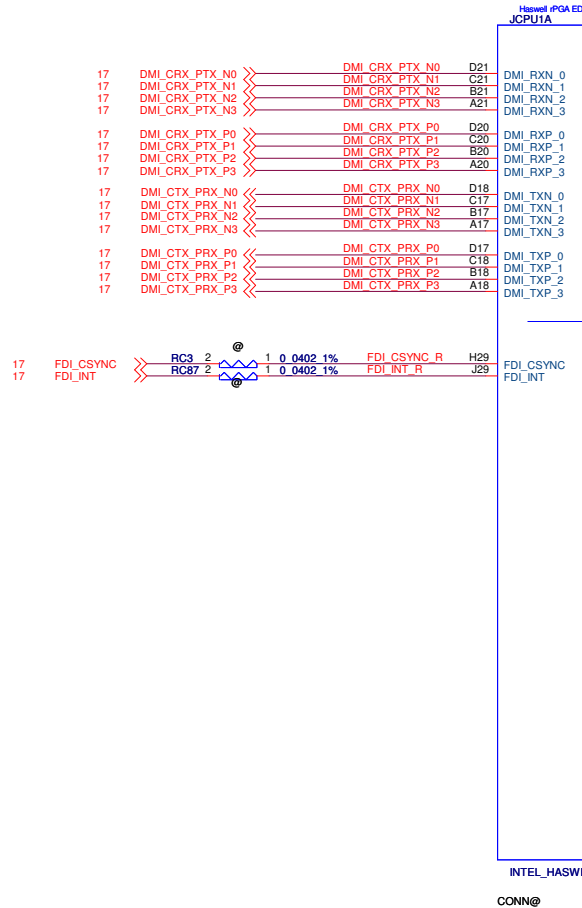 Haswell rPGA ED
JCPU1A
17 DMI_CRX_PTX_N0 DMI_CRX_PTX_N0 D21 DMI_RXN_0
17 DMI_CRX_PTX_N1 DMI_CRX_PTX_N1 C21 DMI_RXN_1
17 DMI_CRX_PTX_N2 DMI_CRX_PTX_N2 B21 DMI_RXN_2
17 DMI_CRX_PTX_N3 DMI_CRX_PTX_N3 A21 DMI_RXN_3
17 DMI_CRX_PTX_P0 DMI_CRX_PTX_P0 D20 DMI_RXP_0
17 DMI_CRX_PTX_P1 DMI_CRX_PTX_P1 C20 DMI_RXP_1
17 DMI_CRX_PTX_P2 DMI_CRX_PTX_P2 B20 DMI_RXP_2
17 DMI_CRX_PTX_P3 DMI_CRX_PTX_P3 A20 DMI_RXP_3
17 DMI_CTX_PRX_N0 DMI_CTX_PRX_N0 D18 DMI_TXN_0
17 DMI_CTX_PRX_N1 DMI_CTX_PRX_N1 C17 DMI_TXN_1
17 DMI_CTX_PRX_N2 DMI_CTX_PRX_N2 B17 DMI_TXN_2
17 DMI_CTX_PRX_N3 DMI_CTX_PRX_N3 A17 DMI_TXN_3
17 DMI_CTX_PRX_P0 DMI_CTX_PRX_P0 D17 DMI_TXP_0
17 DMI_CTX_PRX_P1 DMI_CTX_PRX_P1 C18 DMI_TXP_1
17 DMI_CTX_PRX_P2 DMI_CTX_PRX_P2 B18 DMI_TXP_2
17 DMI_CTX_PRX_P3 DMI_CTX_PRX_P3 A18 DMI_TXP_3
@
17 FDI_CSYNC RC3 2 1 0_0402_1% FDI_CSYNC_R H29 FDI_CSYNC
17 FDI_INT RC87 2 1 0_0402_1% FDI_INT_R J29 FDI_INT
@
INTEL_HASW
CONN@